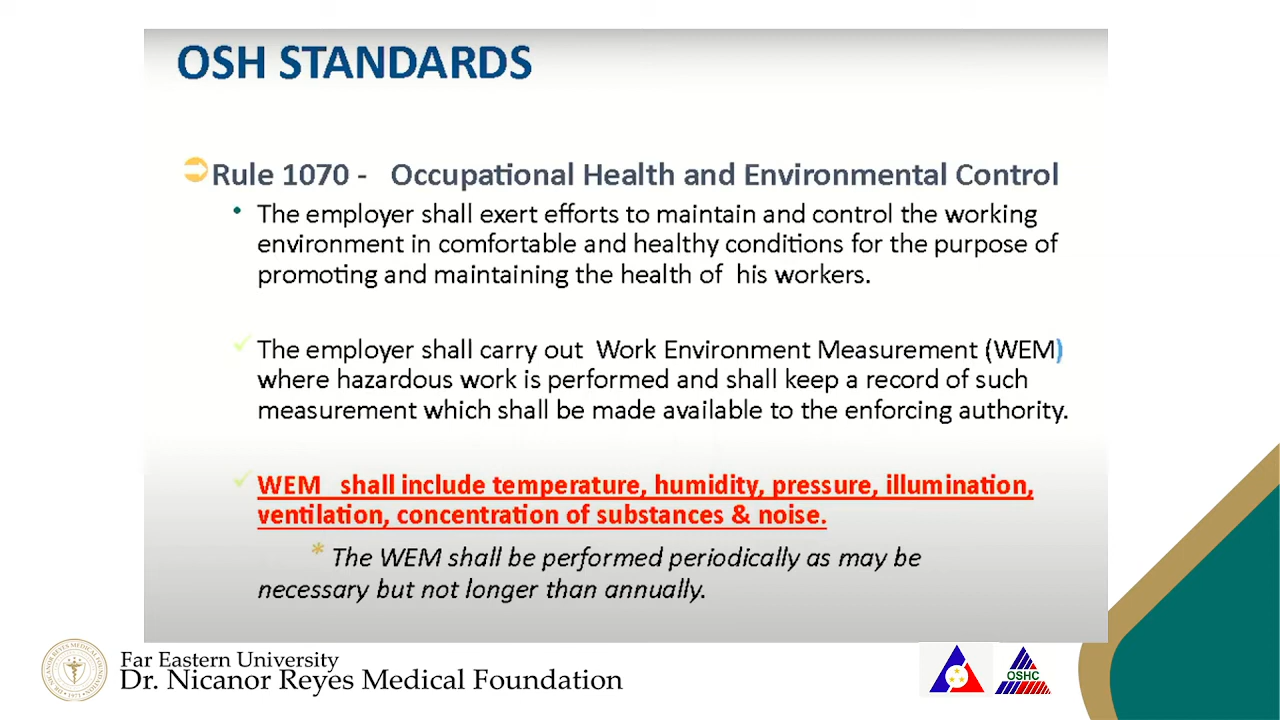 OSH STANDARDS
Rule 1070 - Occupational Health and Environmental Control
The employer shall exert efforts to maintain and control the working
environment in comfortable and healthy conditions for the purpose of
promoting and maintaining the health of his workers.
The employer shall carry out Work Environment Measurement (WEM)
where hazardous work is performed and shall keep a record of such
measurement which shall be made available to the enforcing authority.
WEM shall include temperature, humidity, pressure, illumination,
ventilation, concentration of substances & noise.
* The WEM shall be performed periodically as may be
necessary but not longer than annually.
Far Eastern University
Dr. Nicanor Reyes Medical Foundation
OSHC